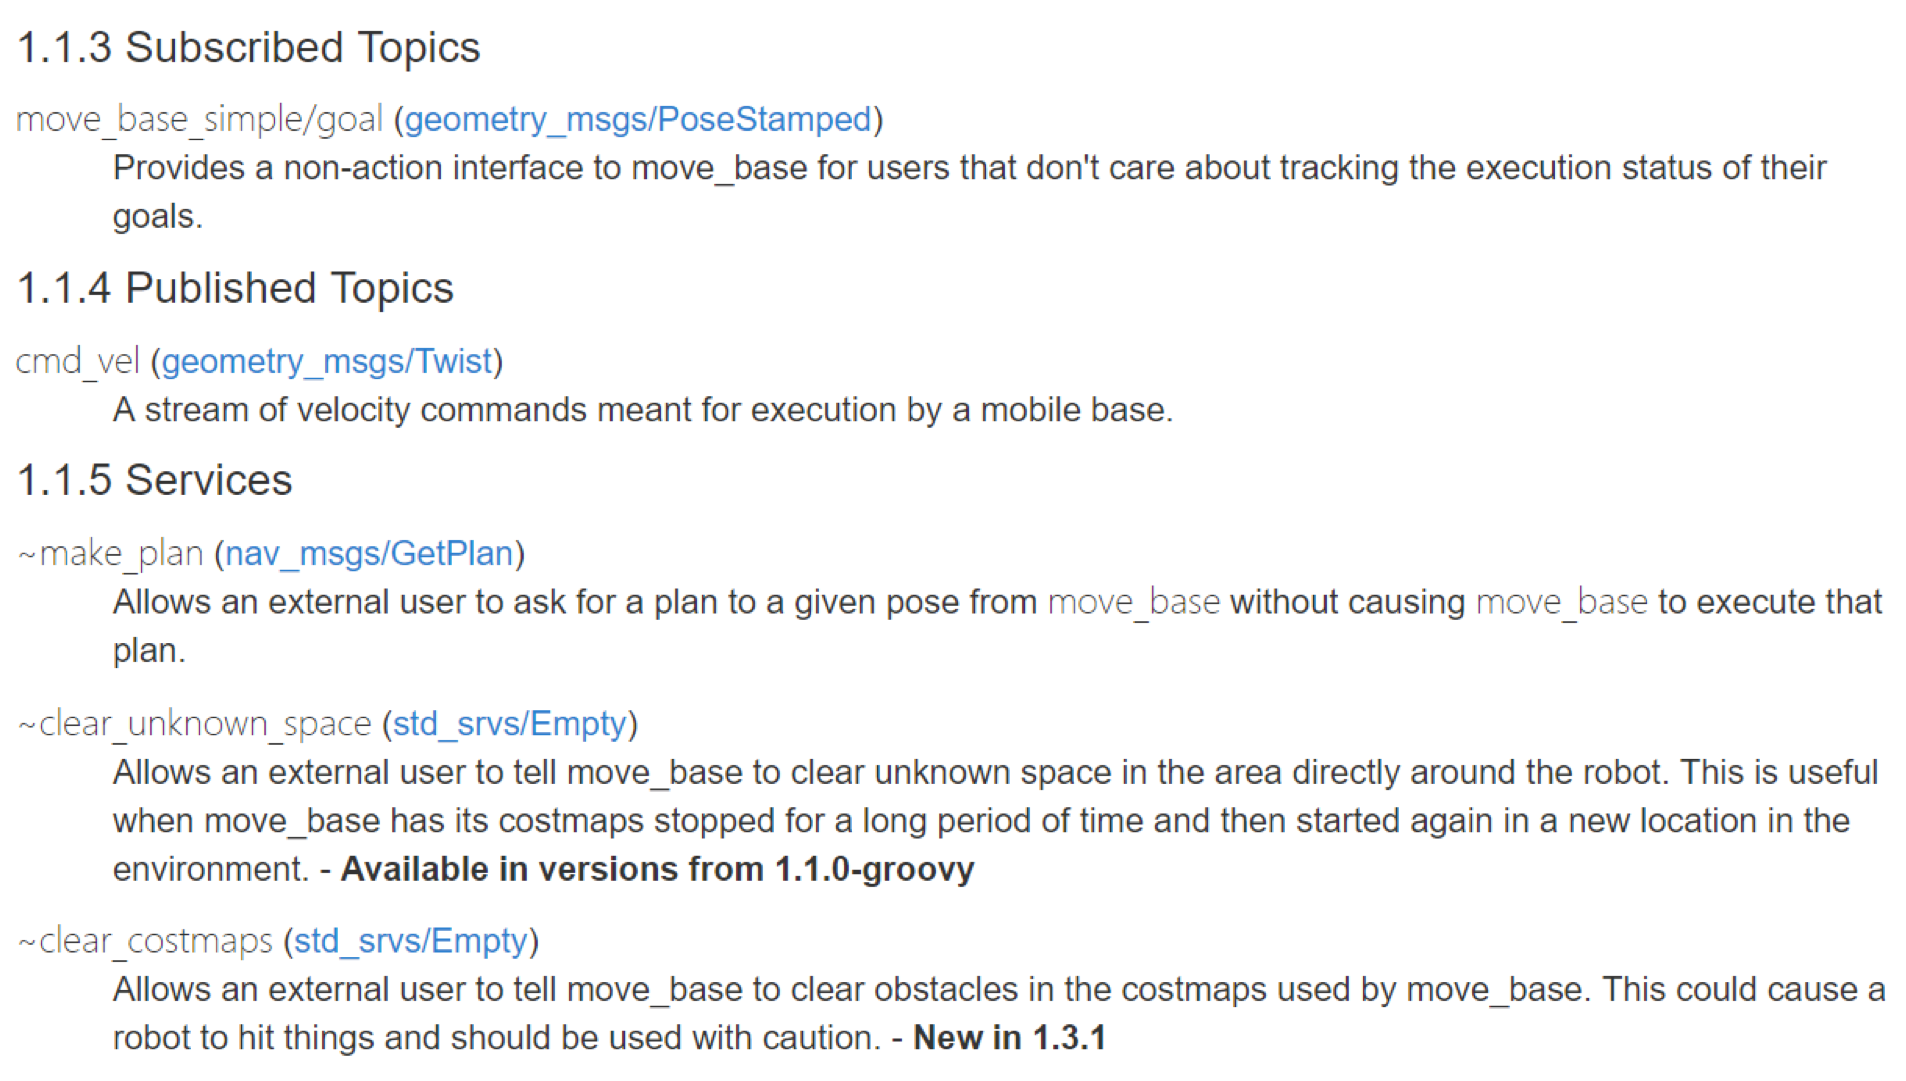 1.1.3 Subscribed Topics
move_base_simple/goal (geometry_msgs/PoseStamped)
Provides a non-action interface to move_base for users that don't care about tracking the execution status of their
goals.
1.1.4 Published Topics
cmd_vel (geometry_msgs/Twist)
A stream of velocity commands meant for execution by a mobile base.
1.1.5 Services
~make_plan (nav_msgs/GetPlan)
Allows an external user to ask for a plan to a given pose from move_base without causing move_base to execute that
plan.
~clear_unknown_space (std_srvs/Empty)
Allows an external user to tell move_base to clear unknown space in the area directly around the robot. This is useful
when move_base has its costmaps stopped for a long period of time and then started again in a new location in the
environment. - Available in versions from 1.1.0-groovy
~clear_costmaps (std_srvs/Empty)
Allows an external user to tell move_base to clear obstacles in the costmaps used by move_base. This could cause a
robot to hit things and should be used with caution. - New in 1.3.1